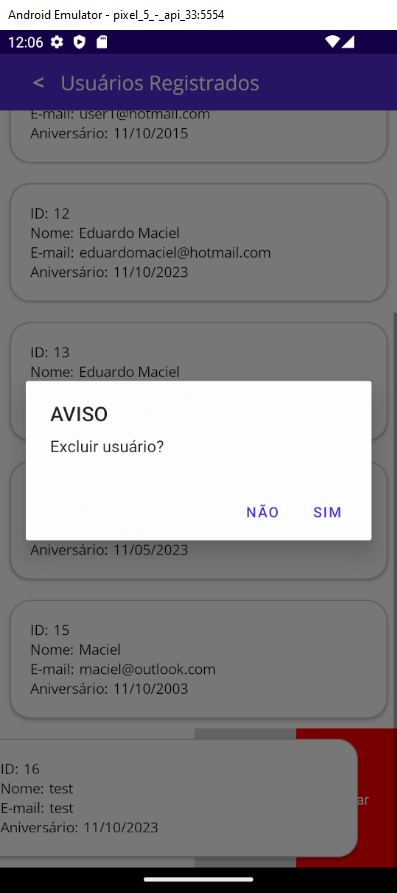 Android Emulator - pixel_5_-_api_33:5554
12:06
< Usuários Registrados
E-mail: user1@hotmail.com
Aniversário: 11/10/2015
ID: 12
Nome: Eduardo Maciel
E-mail: eduardomaciel@hotmail.com
Aniversário: 11/10/2023
ID: 13
Nome: Eduardo Maciel
AVISO
Excluir usuário?
NÃO SIM
Aniversário: 11/05/2023
ID: 15
Nome: Maciel
E-mail: maciel@outlook.com
Aniversário: 11/10/2003
ID: 16
Nome: test
E-mail: test
Aniversário: 11/10/2023
ar